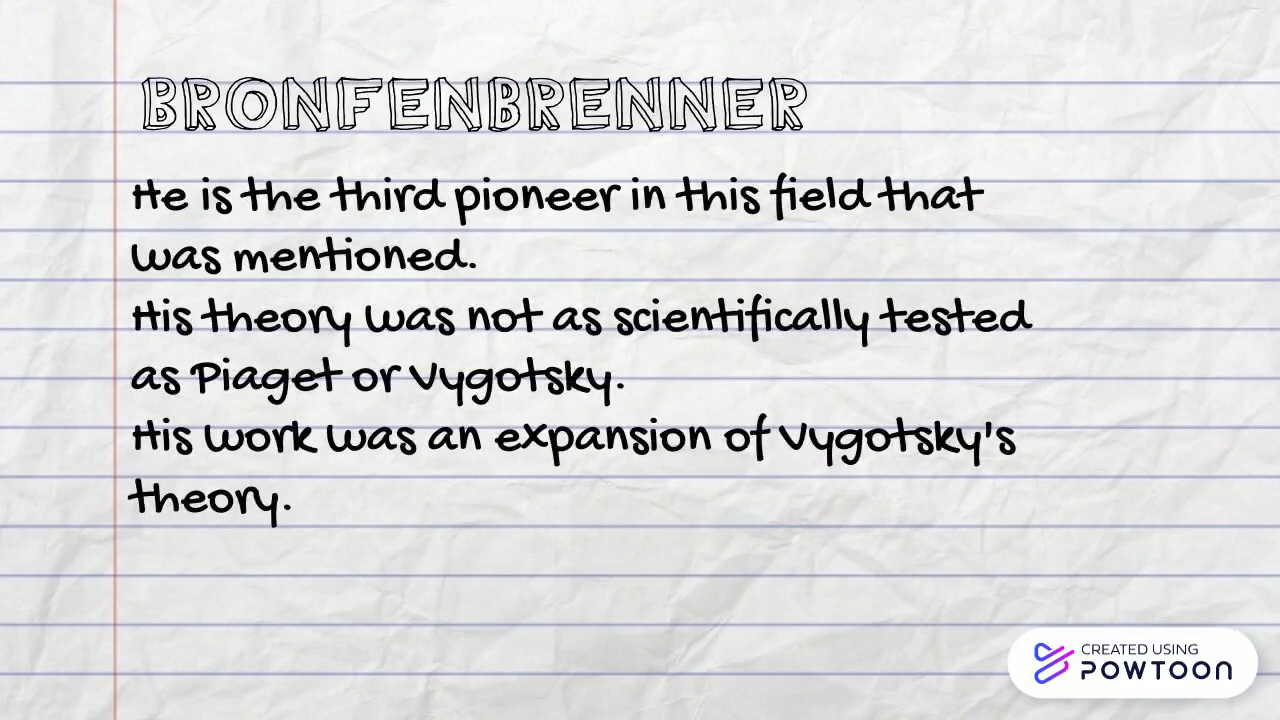 BRONFENBRENNER
He is the third pioneer in this field that
was mentioned.
His theory was not as scientifically tested
as Piaget or Vygotsky.
His work was an expansion of Vygotsky's
theory.
CREATED USING
POWTOON